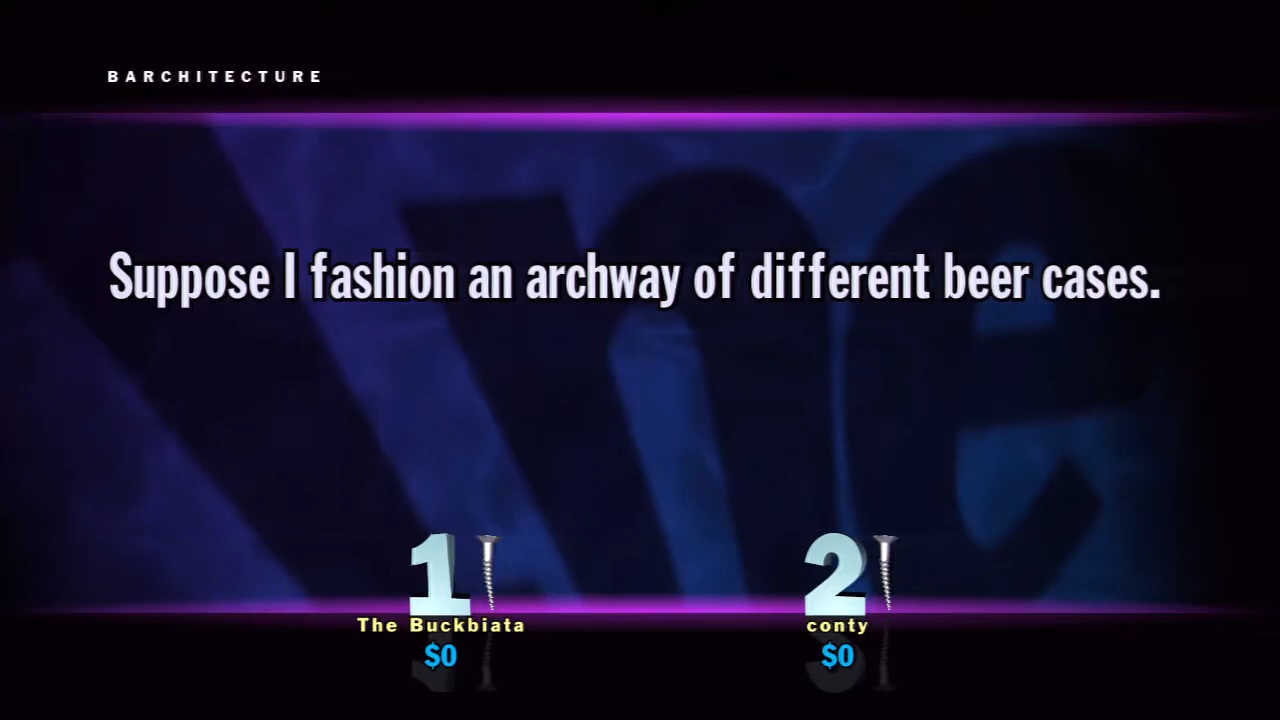 BARCHITECTURE
Suppose I fashion an archway of different beer cases.
1 2
The Buckbiata conty
$0 $0